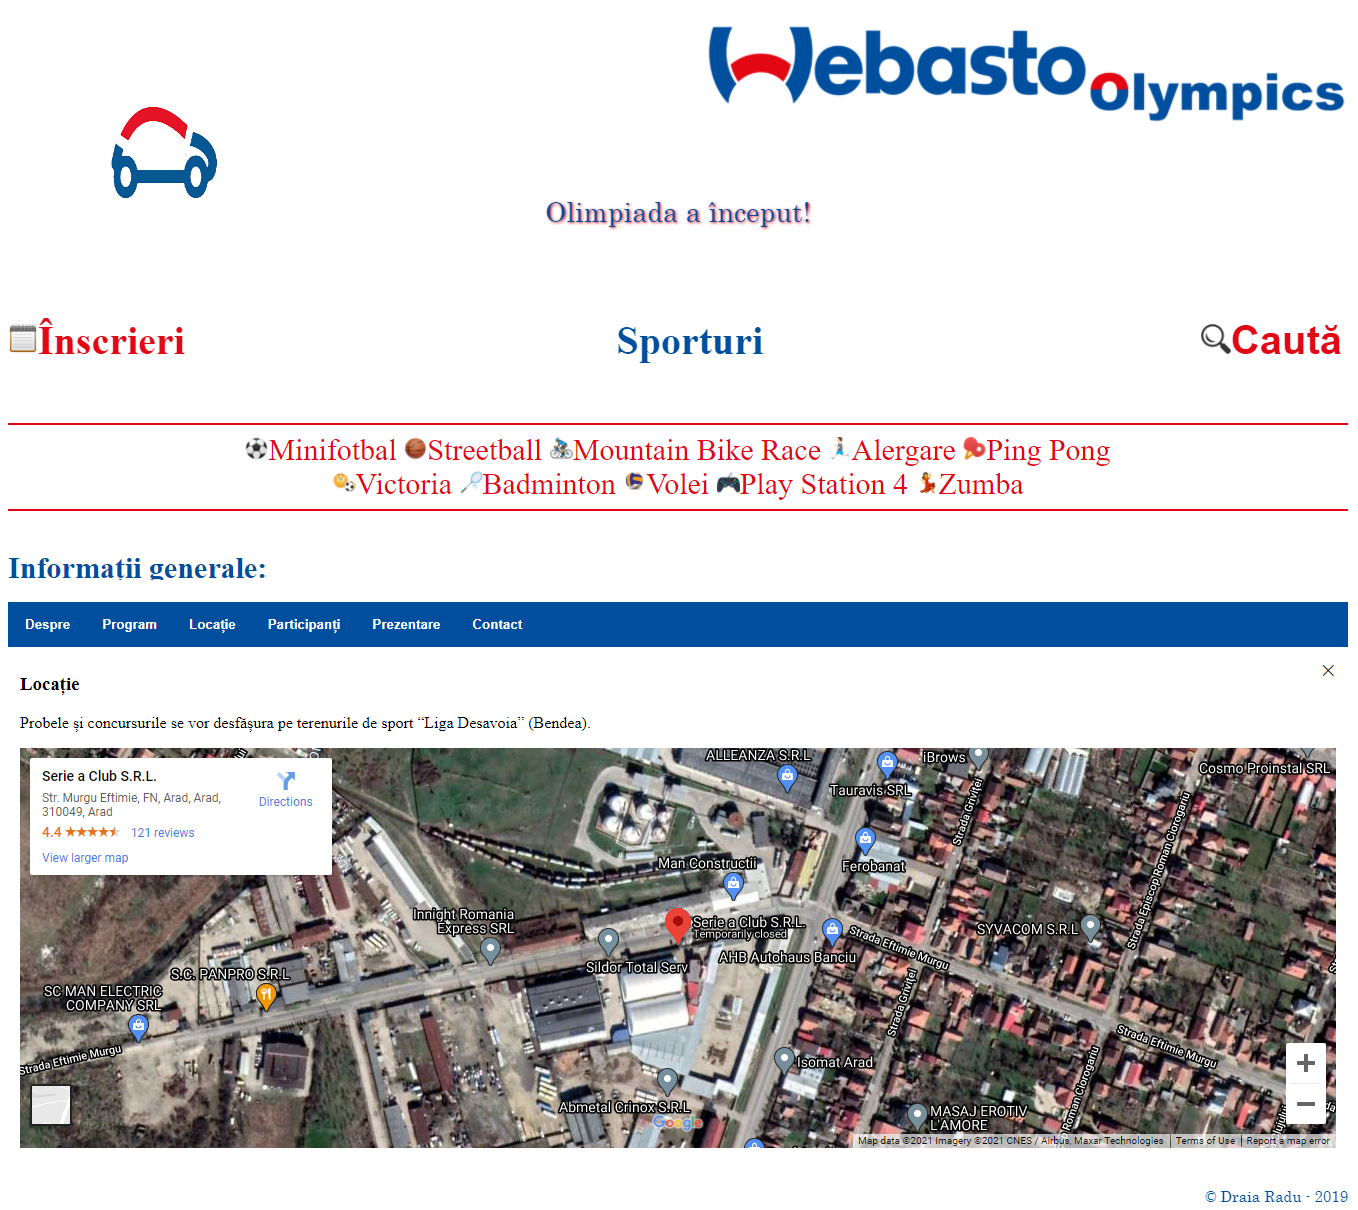 Webasto Olympics
Olimpiada a început!
Înscrieri
Sporturi
Caută
Minifotbal Streetball Mountain Bike Race Alergare Ping Pong
Victoria Badminton Volei Play Station 4 Zumba
Informații generale:
Despre Program Locație Participanți Prezentare Contact
Locație
Probele și concursurile se vor desfășura pe terenurile de sport “Liga Desavoia” (Bendea).
Serie a Club S.R.L.
Str. Murgu Eftimie, FN, Arad, Arad,
310049, Arad
Directions
4.4 121 reviews
View larger map
ALLEANZA S.R.L
iBrows
Tauravis SRL
Cosmo Proinstal SRL
Strada Griviței
Strada Episcop Roman Ciorogariu
Man Constructii
Ferobanat
Innight Romania
Express SRL
Serie a Club S.R.L.
Temporarily closed
SYVACOM S.R.L
Strada Eftimie Murgu
AHB Autohaus Banciu
Sildor Total Serv
S.C. PANPRO S.R.L
SC MAN ELECTRIC
COMPANY SRL
Strada Griviței
Strada Eftimie Murgu
Strada Eftimie Murgu
Isomat Arad
Roman Ciorogariu
Abmetal Crinox S.R.L
MASAJ EROTIV
L'AMORE
Google
Map data ©2021 Imagery ©2021 CNES / Airbus, Maxar Technologies
Terms of Use
Report a map error
© Draia Radu - 2019